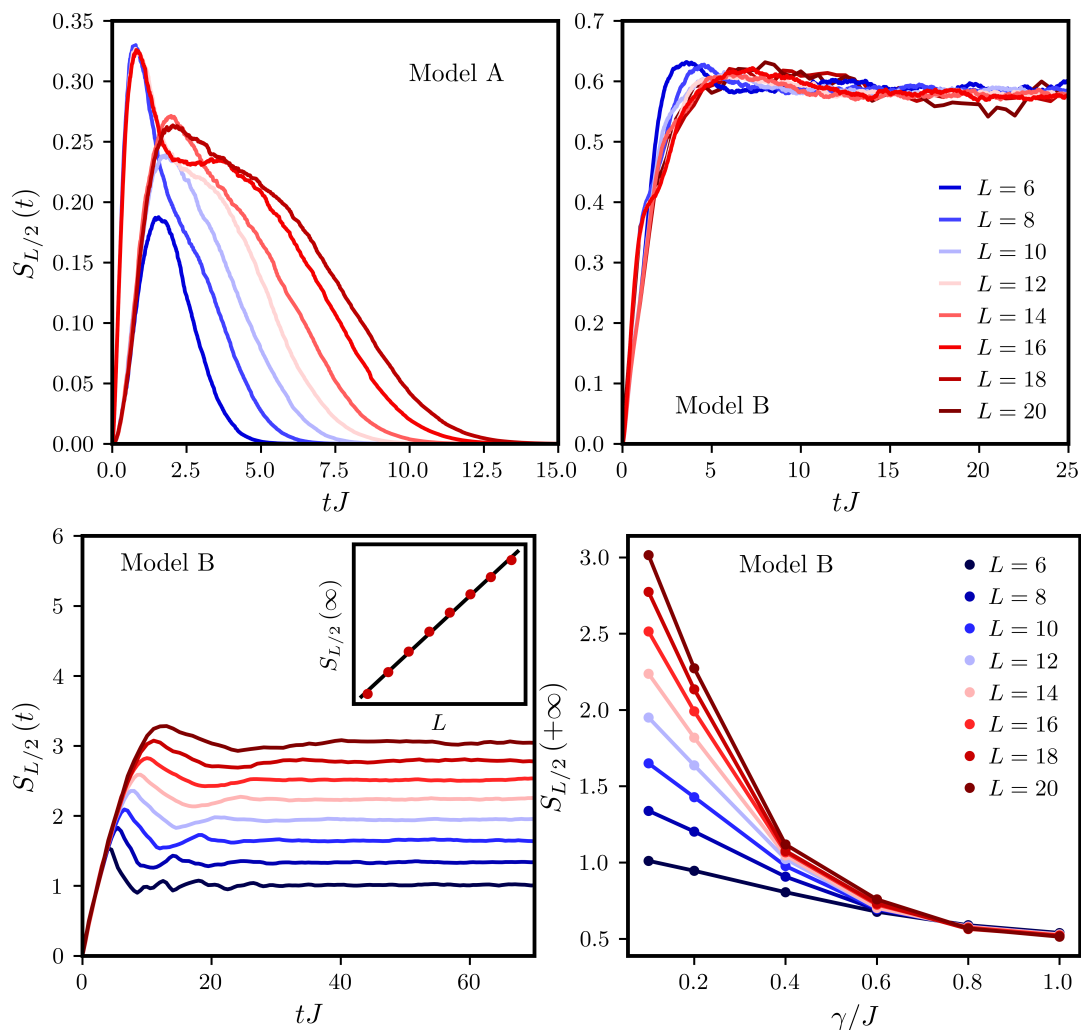 0.35
0.30
0.25
0.20
0.15
0.10
0.05
0.00
S_{L/2}(t)
Model A
0.0 2.5 5.0 7.5 10.0 12.5 15.0
tJ
0.7
0.6
0.5
0.4
0.3
0.2
0.1
0.0
L = 6
L = 8
L = 10
L = 12
L = 14
L = 16
L = 18
L = 20
Model B
0 5 10 15 20 25
tJ
6
5
4
3
2
1
0
S_{L/2}(t)
Model B
S_{L/2}(∞)
L
0 20 40 60
tJ
3.0
2.5
2.0
1.5
1.0
0.5
S_{L/2}(+∞)
Model B
L = 6
L = 8
L = 10
L = 12
L = 14
L = 16
L = 18
L = 20
0.2 0.4 0.6 0.8 1.0
γ/J